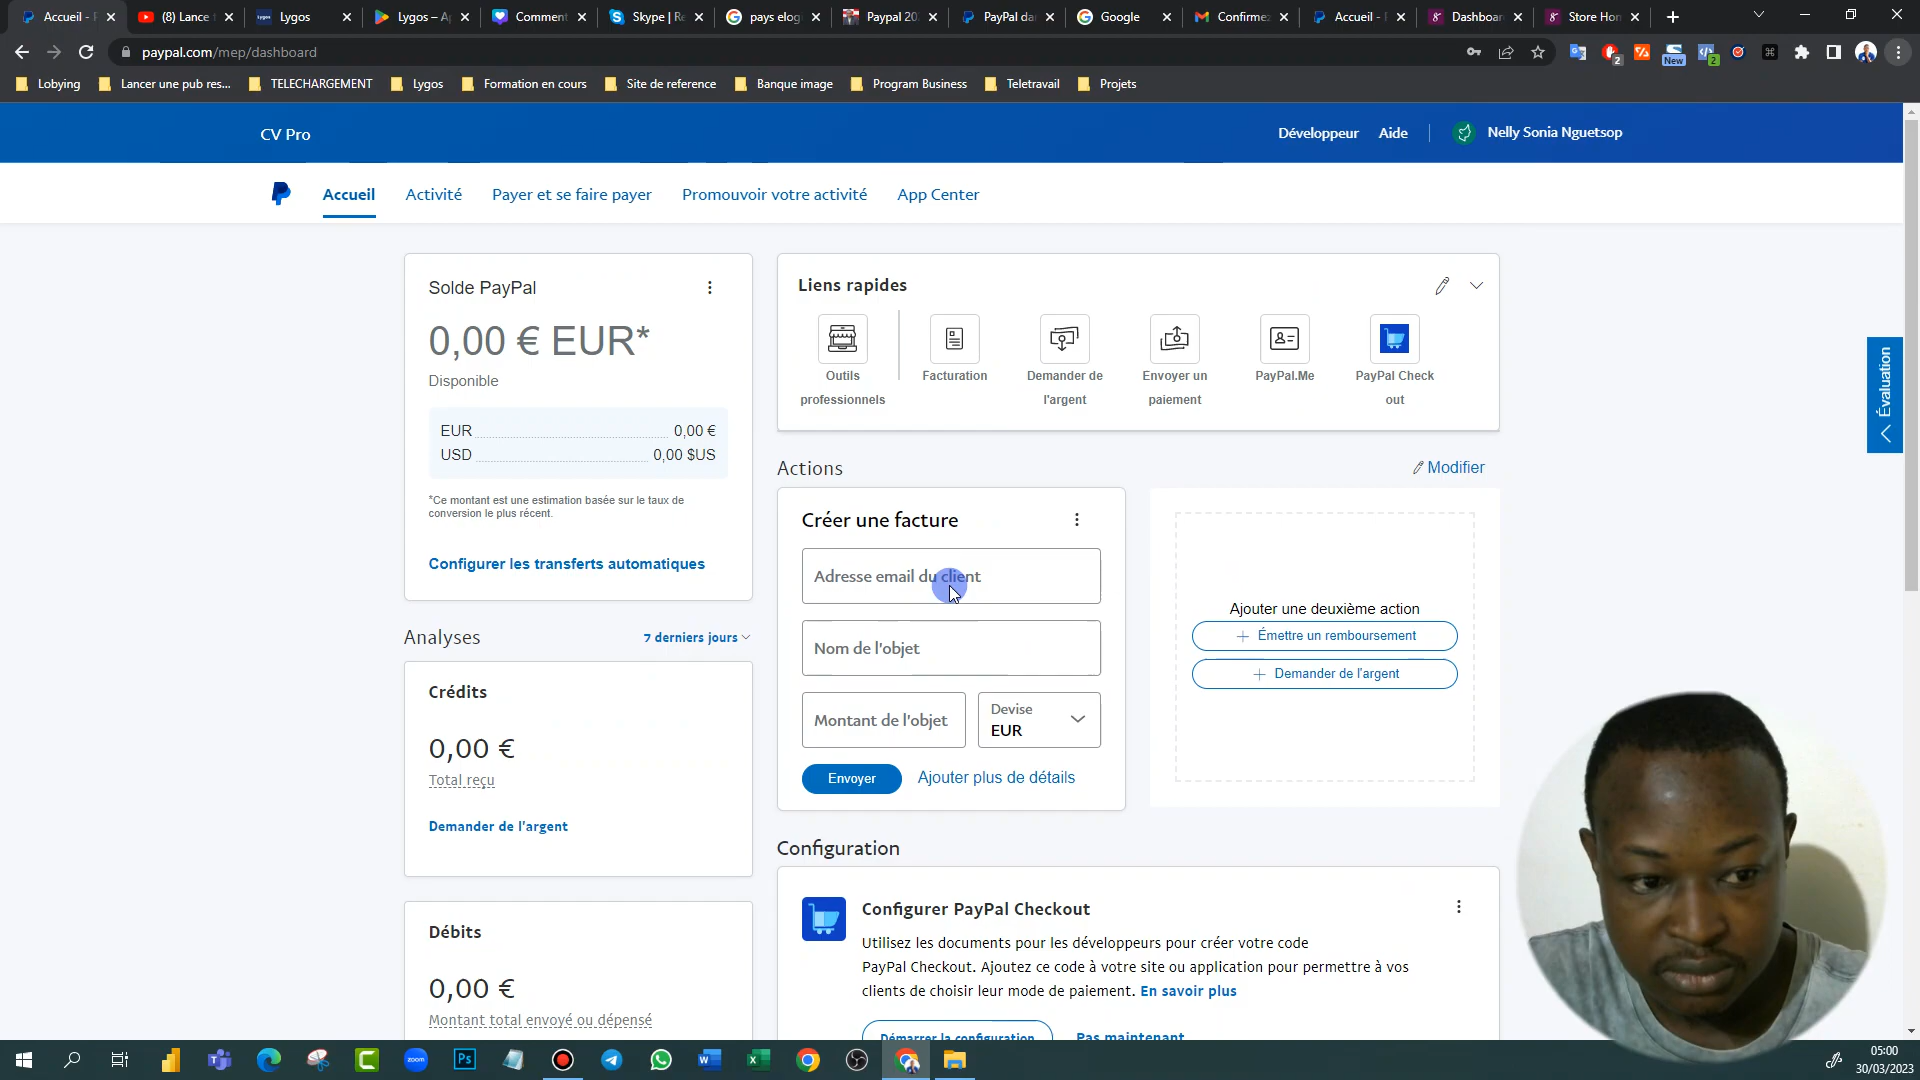 Accueil - P
(8) Lance t
Lygos
Lygos – A
Comment
Skype | Re
pays elog
Paypal 20
PayPal da
Google
Confirmez
Accueil - P
Dashboar
Store Hom
paypal.com/mep/dashboard
2
New
2
Lobying
Lancer une pub res...
TELECHARGEMENT
Lygos
Formation en cours
Site de reference
Banque image
Program Business
Teletravail
Projets
CV Pro
Développeur
Aide
Nelly Sonia Nguetsop
Accueil
Activité
Payer et se faire payer
Promouvoir votre activité
App Center
Solde PayPal
0,00 € EUR*
Disponible
EUR 0,00 €
USD 0,00 $US
*Ce montant est une estimation basée sur le taux de
conversion le plus récent.
Configurer les transferts automatiques
Liens rapides
Outils
professionnels
Facturation
Demander de
l'argent
Envoyer un
paiement
PayPal.Me
PayPal Check
out
Évaluation
Actions
Modifier
Créer une facture
Adresse email du client
Nom de l'objet
Montant de l'objet
Devise
EUR
Envoyer
Ajouter plus de détails
Ajouter une deuxième action
Émettre un remboursement
Demander de l'argent
Analyses
7 derniers jours
Crédits
0,00 €
Total reçu
Demander de l'argent
Débits
0,00 €
Montant total envoyé ou dépensé
Configuration
Configurer PayPal Checkout
Utilisez les documents pour les développeurs pour créer votre code
PayPal Checkout. Ajoutez ce code à votre site ou application pour permettre à vos
clients de choisir leur mode de paiement. En savoir plus
Démarrer la configuration
Pas maintenant
zoom
Ps
05:00
30/03/2023